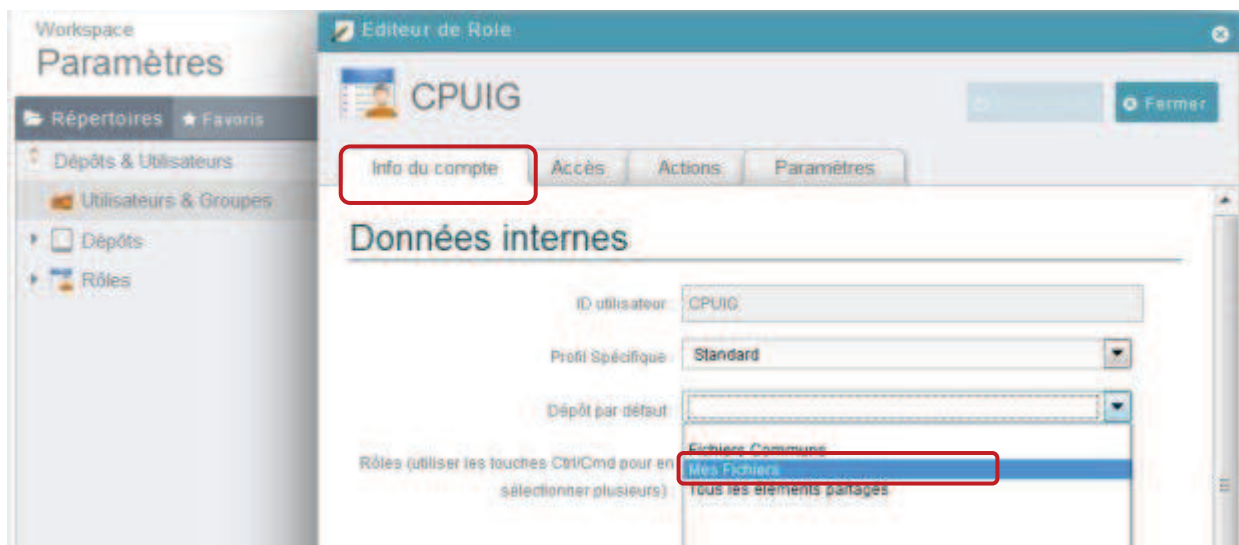 Workspace
Paramètres
Répertoires Favoris
Dépôts & Utilisateurs
Utilisateurs & Groupes
Dépôts
Rôles
Editeur de Role
CPUIG
Fermer
Info du compte Accès Actions Paramètres
Données internes
ID utilisateur CPUIG
Profil Spécifique Standard
Dépôt par défaut
Fichiers Communs
Rôles (utiliser les touches Ctrl/Cmd pour en Mes Fichiers
sélectionner plusieurs) Tous les éléments partagés